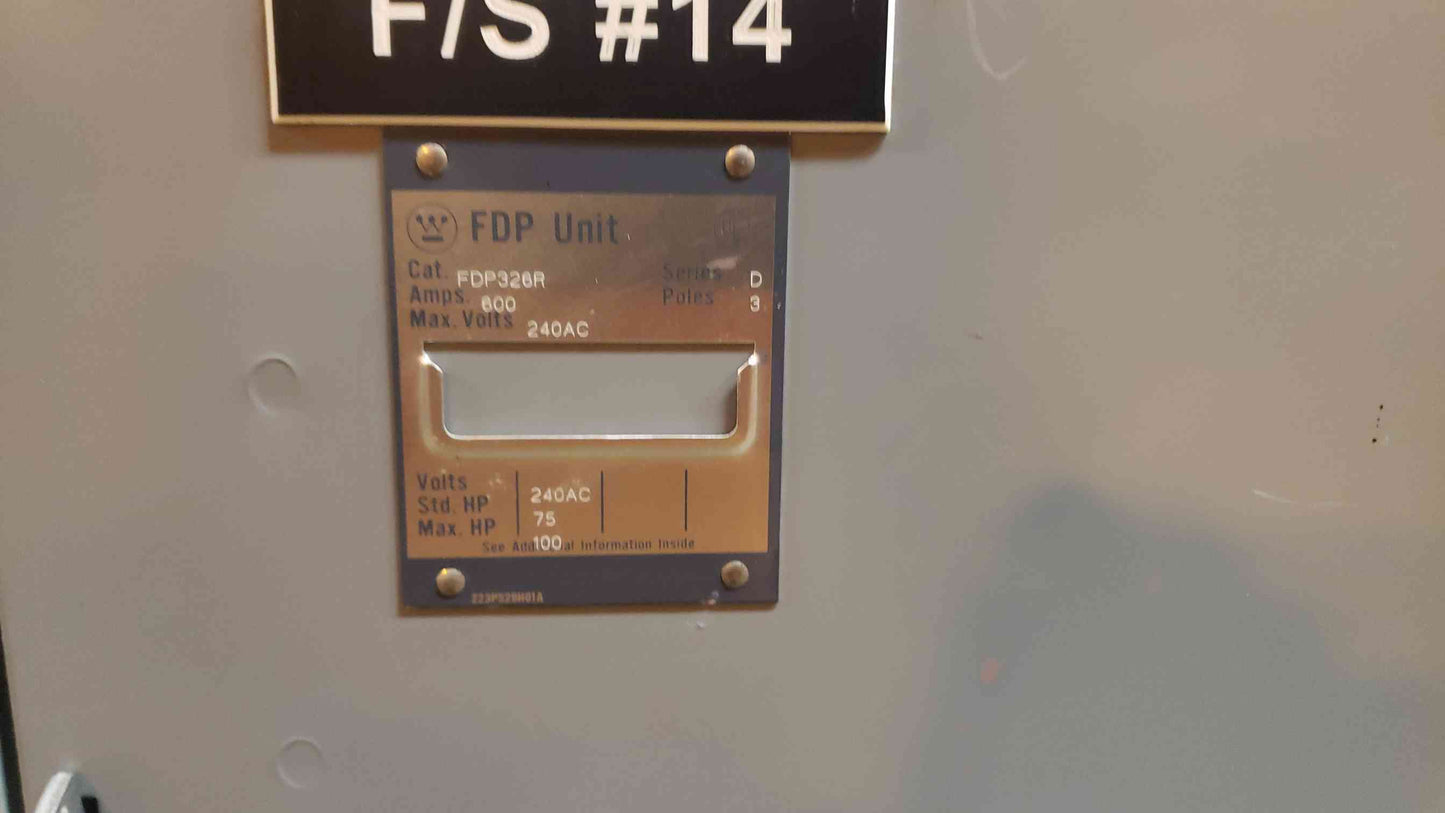 F/S #14
FDP Unit
Cat. FDP326R Series D
Amps. 600 Poles 3
Max. Volts 240AC
Volts 240AC
Std. HP 75
Max. HP 100
See Additional Information Inside